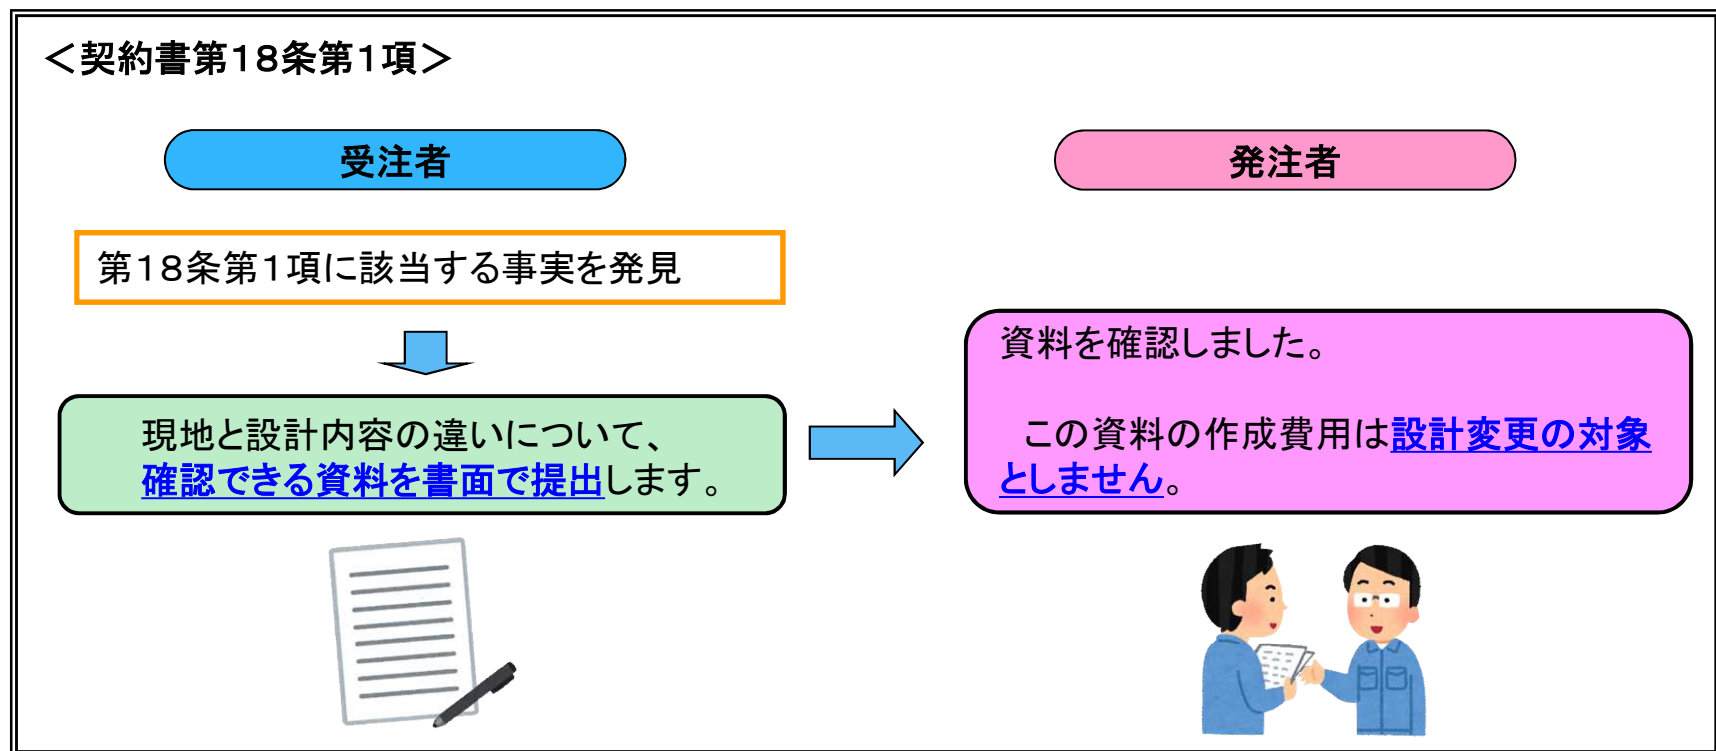 ＜契約書第１８条第１項＞
受注者
発注者
第１８条第１項に該当する事実を発見
現地と設計内容の違いについて、
確認できる資料を書面で提出します。
資料を確認しました。
この資料の作成費用は設計変更の対象
としません。